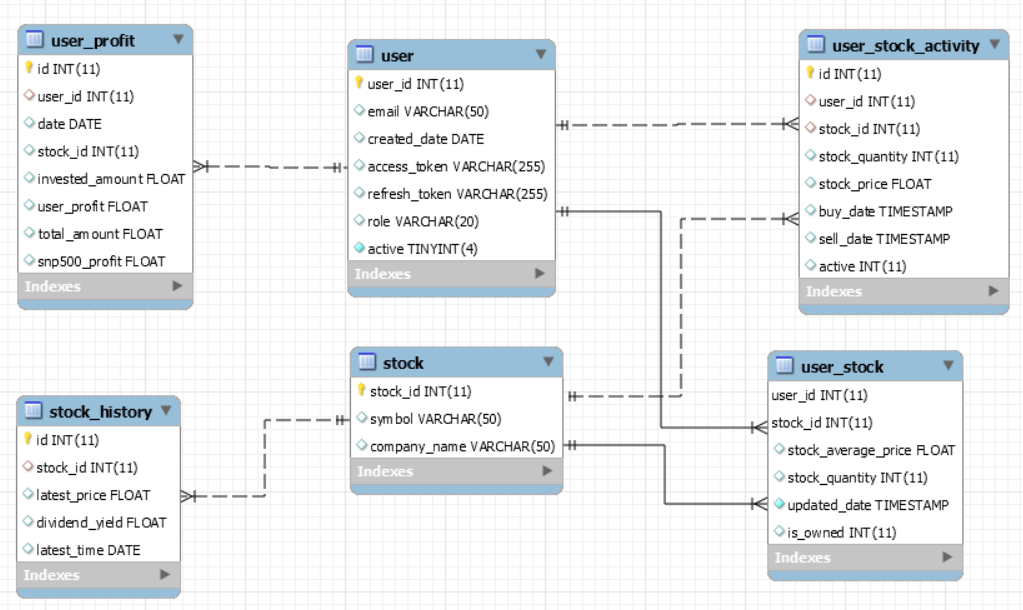 user_profit
id INT(11)
user_id INT(11)
date DATE
stock_id INT(11)
invested_amount FLOAT
user_profit FLOAT
total_amount FLOAT
snp500_profit FLOAT
Indexes
user
user_id INT(11)
email VARCHAR(50)
created_date DATE
access_token VARCHAR(255)
refresh_token VARCHAR(255)
role VARCHAR(20)
active TINYINT(4)
Indexes
user_stock_activity
id INT(11)
user_id INT(11)
stock_id INT(11)
stock_quantity INT(11)
stock_price FLOAT
buy_date TIMESTAMP
sell_date TIMESTAMP
active INT(11)
Indexes
stock_history
id INT(11)
stock_id INT(11)
latest_price FLOAT
dividend_yield FLOAT
latest_time DATE
Indexes
stock
stock_id INT(11)
symbol VARCHAR(50)
company_name VARCHAR(50)
Indexes
user_stock
user_id INT(11)
stock_id INT(11)
stock_average_price FLOAT
stock_quantity INT(11)
updated_date TIMESTAMP
is_owned INT(11)
Indexes